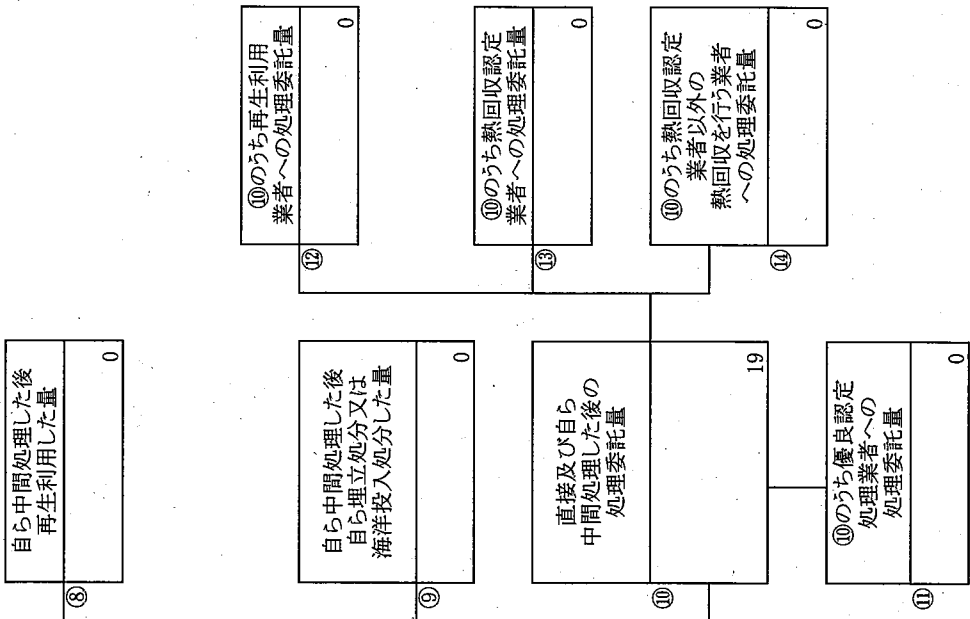 自ら中間処理した後
再生利用した量
0
⑧
自ら中間処理した後
自ら埋立処分又は
海洋投入処分した量
0
⑨
直接及び自ら
中間処理した後の
処理委託量
19
⑩
⑩のうち優良認定
処理業者への
処理委託量
0
⑪
⑩のうち再生利用
業者への処理委託量
0
⑫
⑩のうち熱回収認定
業者への処理委託量
0
⑬
⑩のうち熱回収認定
業者以外の
熱回収を行う業者
への処理委託量
0
⑭